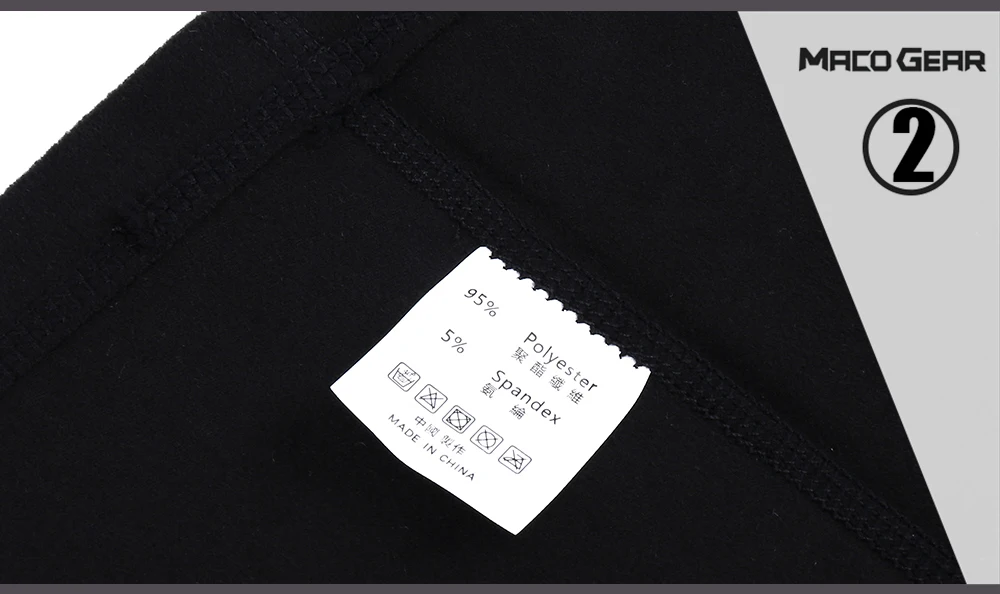 MACO GEAR
2
95% Polyester
聚酯纖維
5% Spandex
氨綸
中國製作
MADE IN CHINA